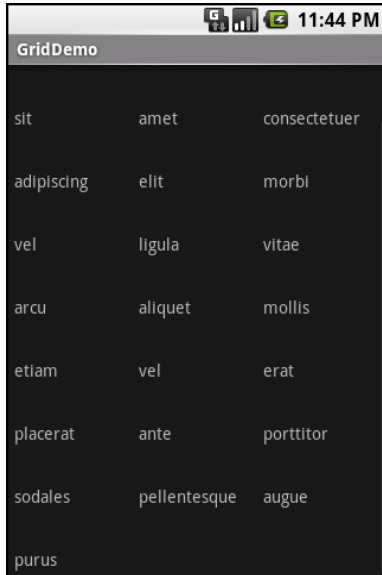 11:44 PM
GridDemo
sit amet consectetuer
adipiscing elit morbi
vel ligula vitae
arcu aliquet mollis
etiam vel erat
placerat ante porttitor
sodales pellentesque augue
purus